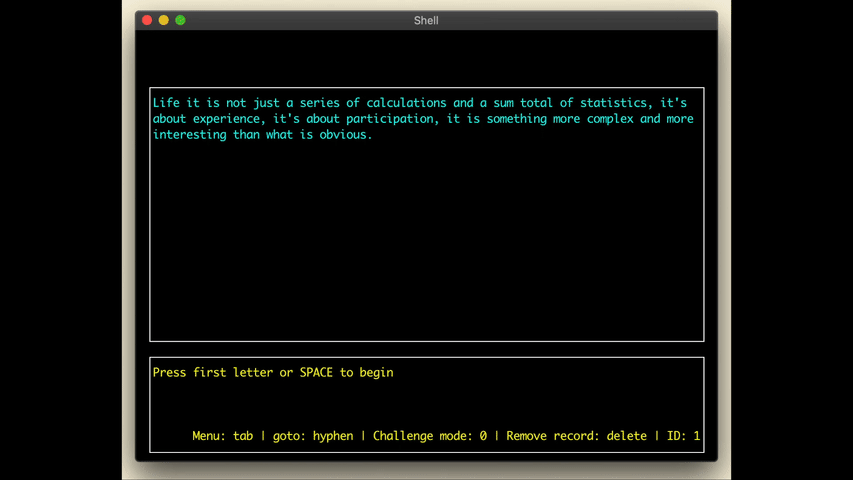 Shell
Life it is not just a series of calculations and a sum total of statistics, it's
about experience, it's about participation, it is something more complex and more
interesting than what is obvious.
Press first letter or SPACE to begin
Menu: tab | goto: hyphen | Challenge mode: 0 | Remove record: delete | ID: 1